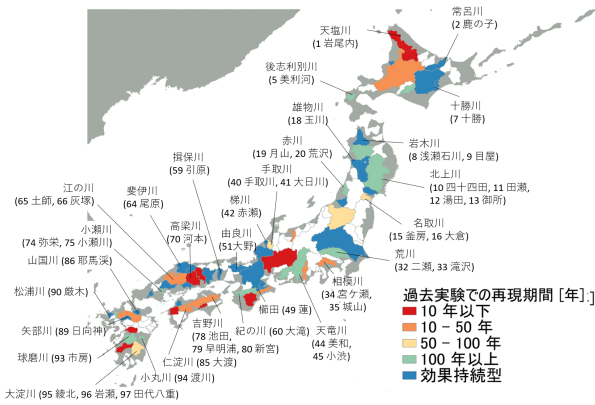 常呂川
(2 鹿の子)
天塩川
(1 岩尾内)
後志利別川
(5 美利河)
十勝川
(7 十勝)
雄物川
(18 玉川)
岩木川
(8 浅瀬石川, 9 目屋)
赤川
(19 月山, 20 荒沢)
手取川
(40 手取川, 41 大日川)
北上川
(10 四十四田, 11 田瀬,
12 湯田, 13 御所)
揖保川
(59 引原)
江の川
(65 土師, 66 灰塚)
斐伊川
(64 尾原)
梯川
(42 赤瀬)
名取川
(15 釜房, 16 大倉)
高梁川
(70 河本)
由良川
(51大野)
小瀬川
(74 弥栄, 75 小瀬川)
荒川
(32 二瀬, 33 滝沢)
山国川 (86 耶馬渓)
相模川
(34 宮ケ瀬,
35 城山)
松浦川 (90 厳木)
櫛田 (49 蓮)
矢部川 (89 日向神)
吉野川
(78 池田,
79 早明浦, 80 新宮)
紀の川 (60 大滝)
天竜川
(44 美和,
45 小渋)
球磨川 (93 市房)
仁淀川 (85 大渡)
小丸川 (94 渡川)
大淀川 (95 綾北, 96 岩瀬, 97 田代八重)
過去実験での再現期間 [年]:
10 年以下
10 – 50 年
50 – 100 年
100 年以上
効果持続型